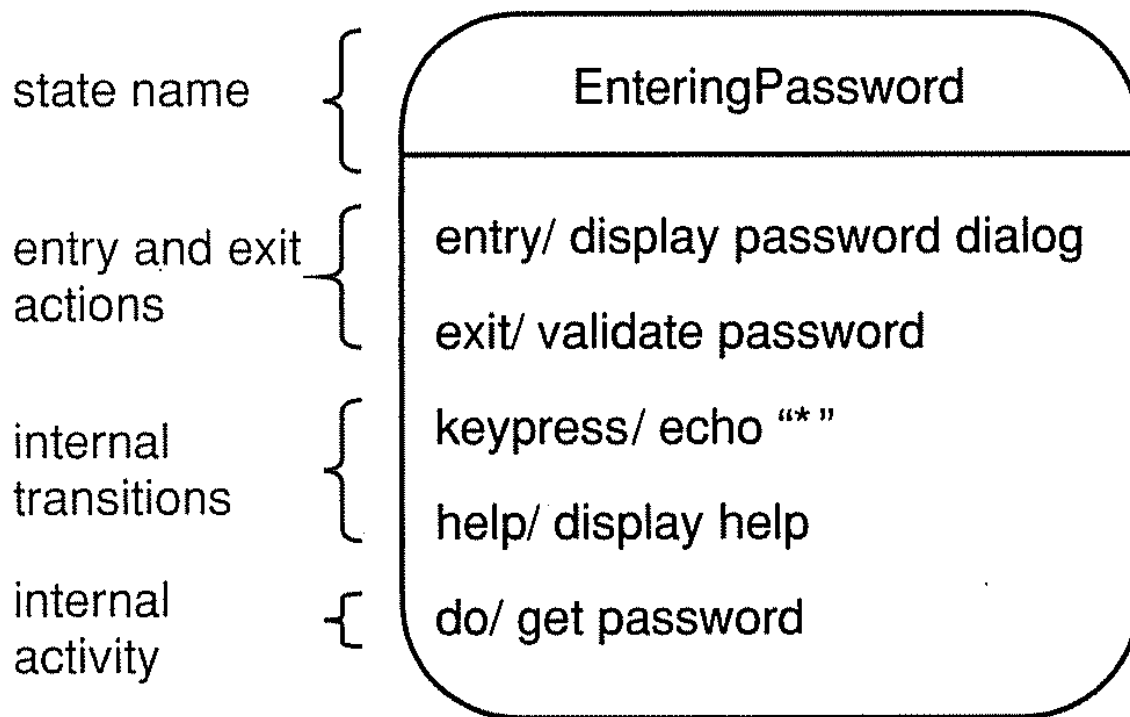 state name
EnteringPassword
entry and exit
actions
entry/ display password dialog
exit/ validate password
internal
transitions
keypress/ echo “*”
help/ display help
internal
activity
do/ get password